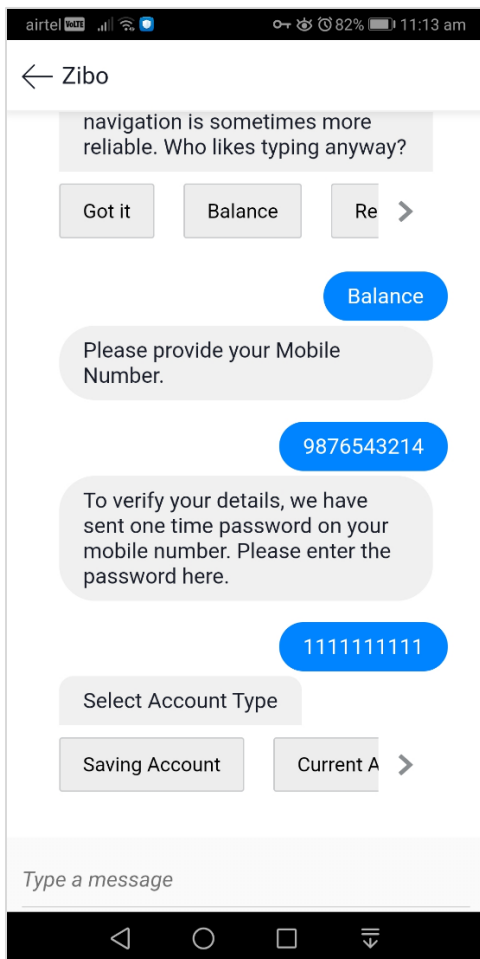 airtel VoLTE 82% 11:13 am
Zibo
navigation is sometimes more
reliable. Who likes typing anyway?
Got it Balance Re
Balance
Please provide your Mobile
Number.
9876543214
To verify your details, we have
sent one time password on your
mobile number. Please enter the
password here.
1111111111
Select Account Type
Saving Account Current A
Type a message